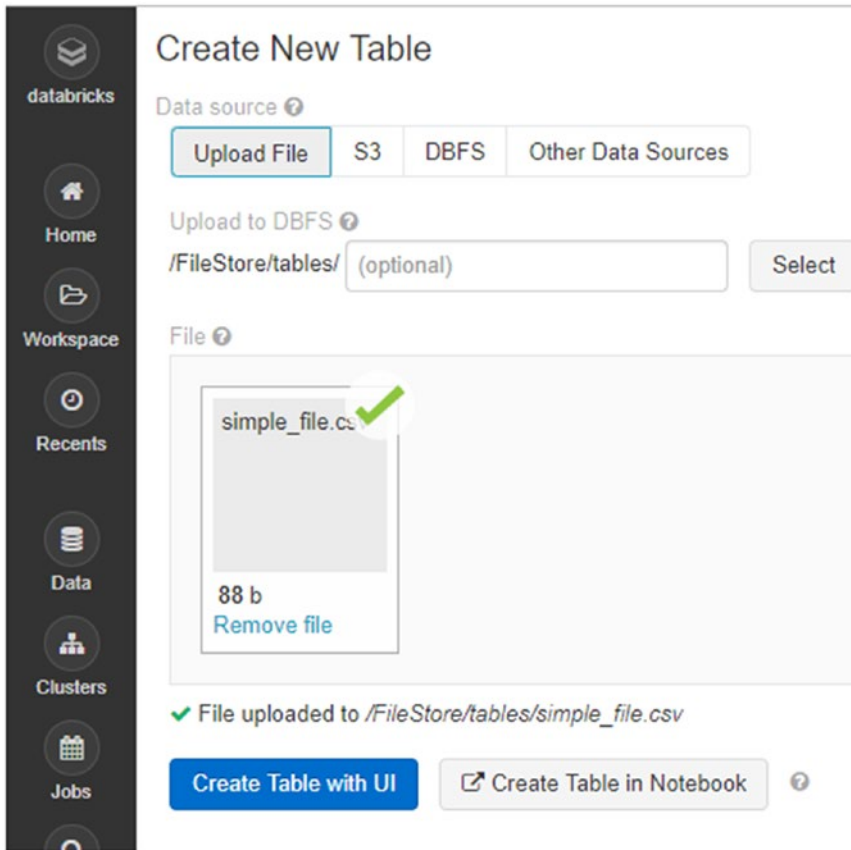 Create New Table
databricks
Data source
Upload File S3 DBFS Other Data Sources
Home
Upload to DBFS
/FileStore/tables/ (optional) Select
Workspace
File
simple_file.csv
Recents
Data
88 b
Remove file
Clusters
File uploaded to /FileStore/tables/simple_file.csv
Create Table with UI Create Table in Notebook
Jobs